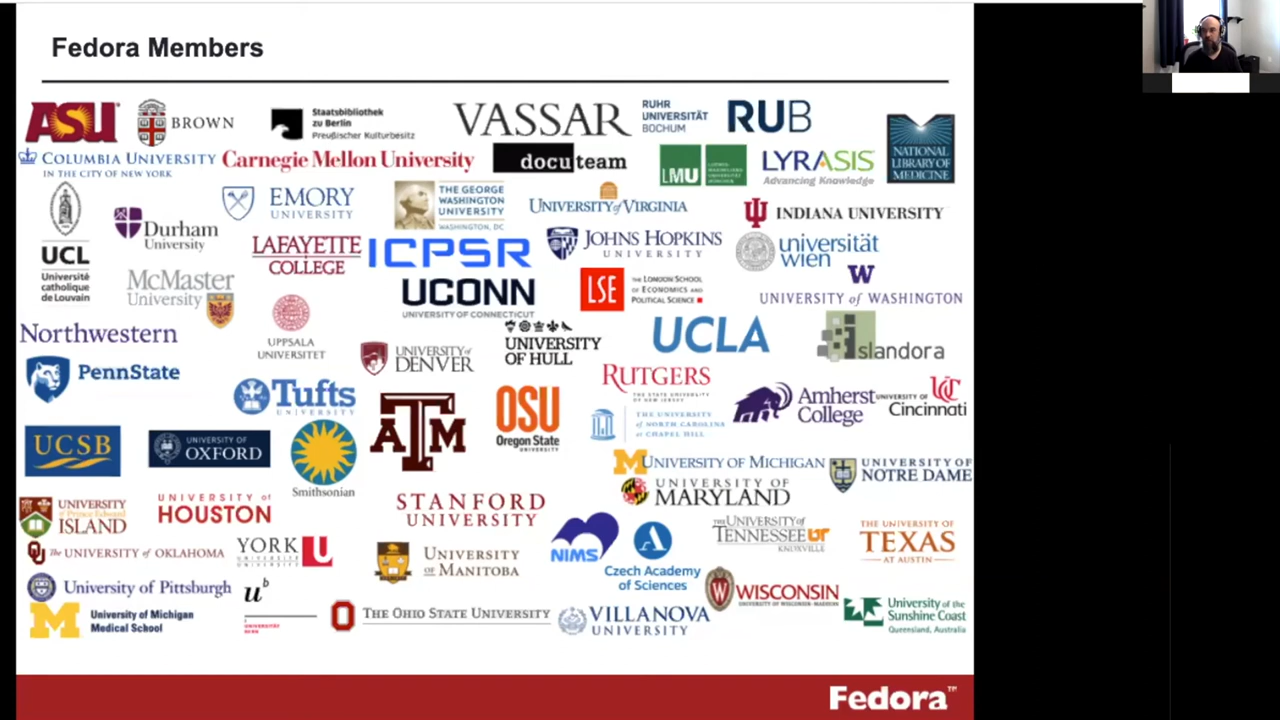 Fedora Members
ASU
BROWN
Staatsbibliothek
zu Berlin
Preußischer Kulturbesitz
VASSAR
RUHR
UNIVERSITÄT
BOCHUM
RUB
NATIONAL
LIBRARY OF
MEDICINE
COLUMBIA UNIVERSITY
IN THE CITY OF NEW YORK
Carnegie Mellon University
docuteam
LMU
LYRASIS
Advancing Knowledge
UCL
Université
catholique
de Louvain
Durham
University
EMORY
UNIVERSITY
THE GEORGE
WASHINGTON
UNIVERSITY
WASHINGTON, DC
UNIVERSITY of VIRGINIA
INDIANA UNIVERSITY
LAFAYETTE
COLLEGE
ICPSR
JOHNS HOPKINS
UNIVERSITY
universität
wien
McMaster
University
UCONN
UNIVERSITY OF CONNECTICUT
LSE
THE LONDON SCHOOL
OF ECONOMICS AND
POLITICAL SCIENCE
W
UNIVERSITY of WASHINGTON
Northwestern
UPPSALA
UNIVERSITET
UNIVERSITY of
DENVER
UNIVERSITY
OF HULL
UCLA
islandora
PennState
Tufts
UNIVERSITY
ATM
OSU
Oregon State
UNIVERSITY
RUTGERS
THE STATE UNIVERSITY
OF NEW JERSEY
THE UNIVERSITY
of NORTH CAROLINA
at CHAPEL HILL
Amherst
College
UC
UNIVERSITY OF
Cincinnati
UCSB
UNIVERSITY OF
OXFORD
Smithsonian
M UNIVERSITY OF MICHIGAN
UNIVERSITY OF
MARYLAND
UNIVERSITY OF
NOTRE DAME
UNIVERSITY
of Prince Edward
ISLAND
UNIVERSITY of
HOUSTON
STANFORD
UNIVERSITY
NIMS
Czech Academy
of Sciences
THE UNIVERSITY of
TENNESSEE UT
KNOXVILLE
THE UNIVERSITY OF
TEXAS
AT AUSTIN
OU The UNIVERSITY of OKLAHOMA
YORK U
UNIVERSITÉ
UNIVERSITY
UNIVERSITY
OF MANITOBA
University of Pittsburgh
M University of Michigan
Medical School
u b
UNIVERSITÄT
BERN
O THE OHIO STATE UNIVERSITY
VILLANOVA
UNIVERSITY
W WISCONSIN
UNIVERSITY OF WISCONSIN-MADISON
University of the
Sunshine Coast
Queensland, Australia
Fedora™